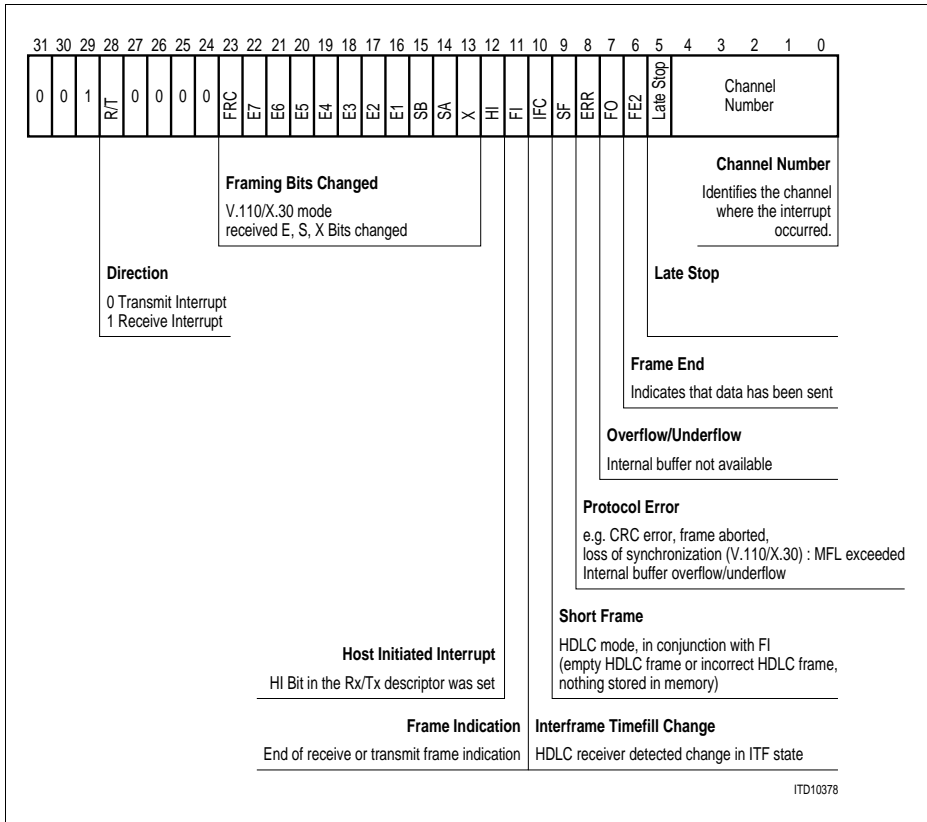 31 30 29 28 27 26 25 24 23 22 21 20 19 18 17 16 15 14 13 12 11 10 9 8 7 6 5 4 3 2 1 0
0 0 1 R/T 0 0 0 0 FRC E7 E6 E5 E4 E3 E2 E1 SB SA X HI FI IFC SF ERR FO FE2 Late Stop Channel
Number
Channel Number
Identifies the channel
where the interrupt
occurred.
Framing Bits Changed
V.110/X.30 mode
received E, S, X Bits changed
Direction
0 Transmit Interrupt
1 Receive Interrupt
Late Stop
Frame End
Indicates that data has been sent
Overflow/Underflow
Internal buffer not available
Protocol Error
e.g. CRC error, frame aborted,
loss of synchronization (V.110/X.30) : MFL exceeded
Internal buffer overflow/underflow
Short Frame
HDLC mode, in conjunction with FI
(empty HDLC frame or incorrect HDLC frame,
nothing stored in memory)
Host Initiated Interrupt
HI Bit in the Rx/Tx descriptor was set
Frame Indication
End of receive or transmit frame indication
Interframe Timefill Change
HDLC receiver detected change in ITF state
ITD10378